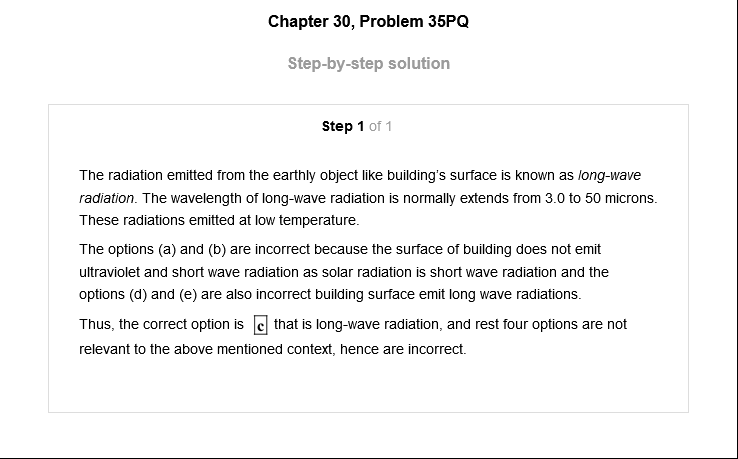 Chapter 30, Problem 35PQ
Step-by-step solution
Step 1 of 1
The radiation emitted from the earthly object like building's surface is known as long-wave
radiation. The wavelength of long-wave radiation is normally extends from 3.0 to 50 microns.
These radiations emitted at low temperature.
The options (a) and (b) are incorrect because the surface of building does not emit
ultraviolet and short wave radiation as solar radiation is short wave radiation and the
options (d) and (e) are also incorrect building surface emit long wave radiations.
Thus, the correct option is c that is long-wave radiation, and rest four options are not
relevant to the above mentioned context, hence are incorrect.